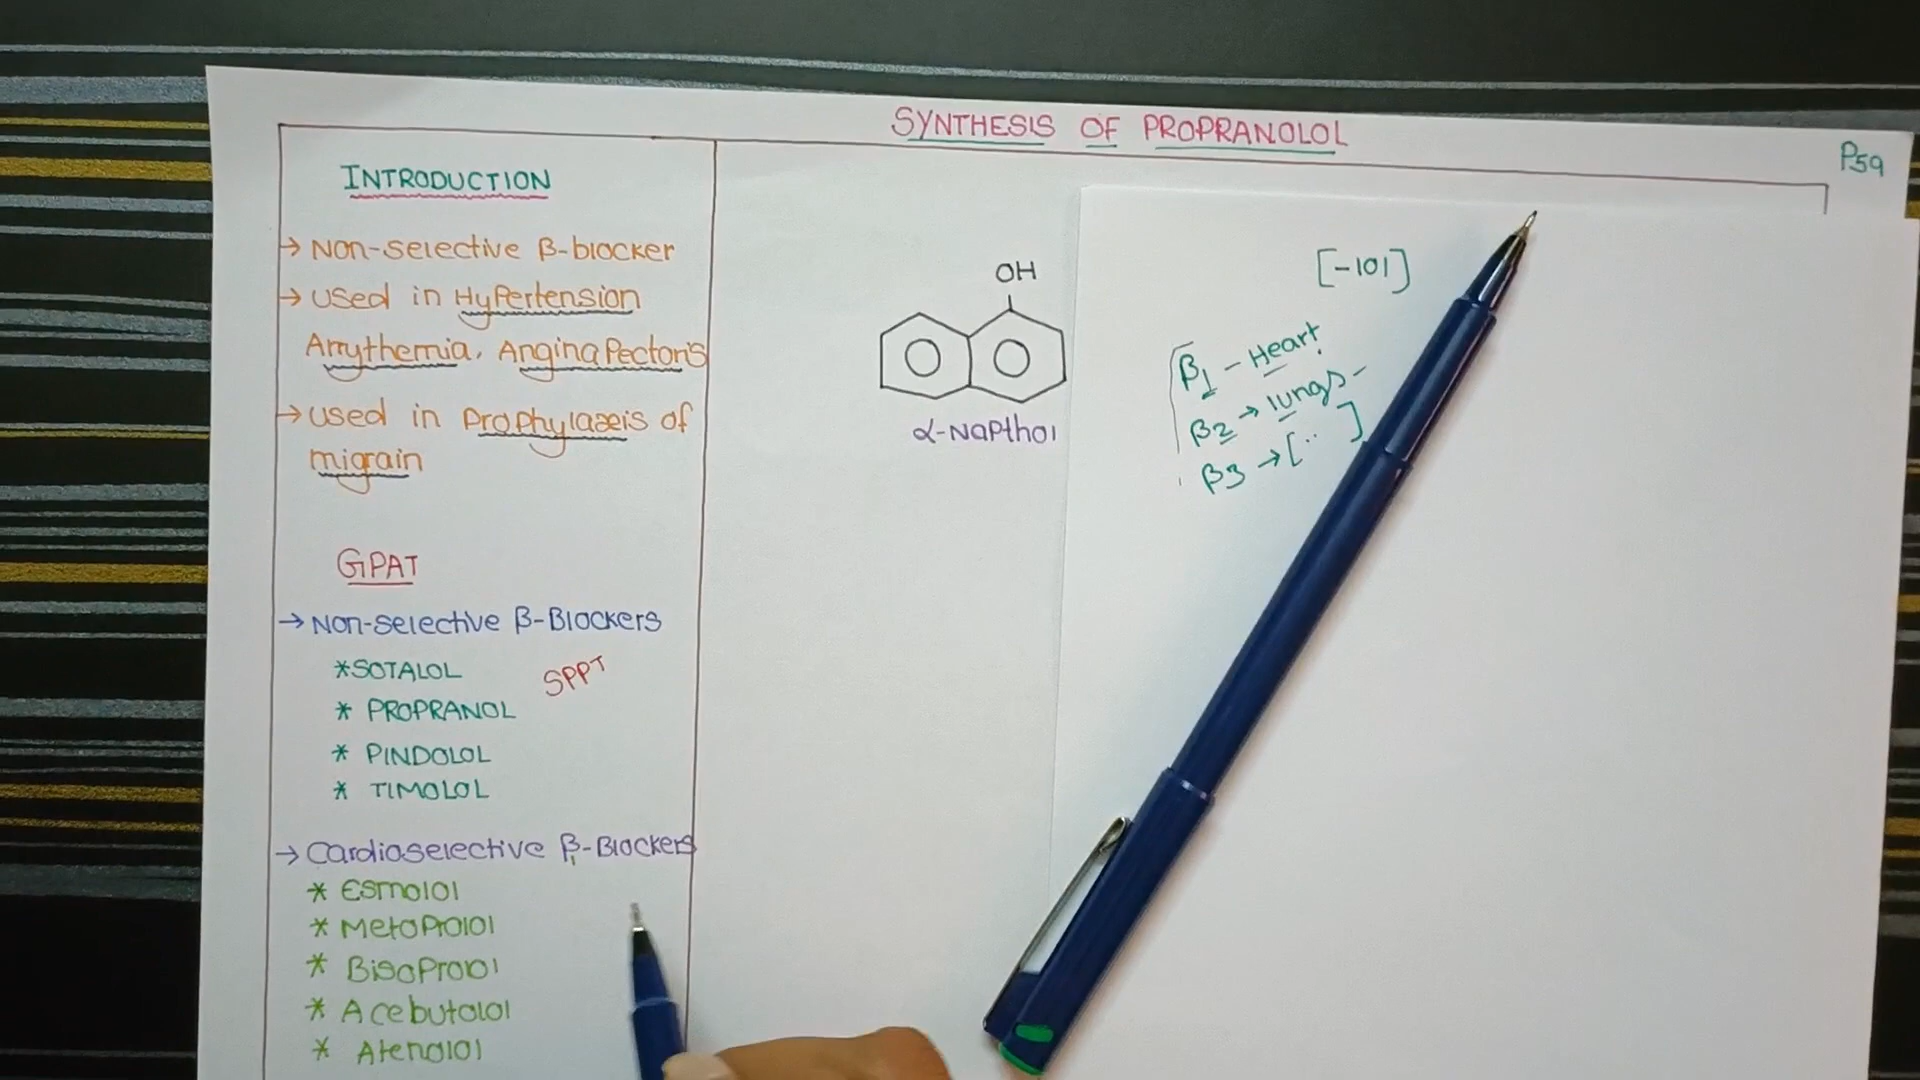 SYNTHESIS OF PROPRANOLOL
P59
INTRODUCTION
→ Non-selective β-blocker
→ used in Hypertension
Arrythemia, Angina Pectoris
→ used in Prophylaxeis of
migrain
GPAT
→ Non-selective β-Blockers
*SOTALOL
SPPT
* PROPRANOL
* PINDOLOL
* TIMOLOL
→ Cardioselective β1-Blockers
* Esmolol
* Metoprolol
* Bisoprolol
* Acebutolol
* Atenolol
OH
α-Napthol
[-lol]
β1 - Heart
β2 → lungs -
β3 → [.. ]